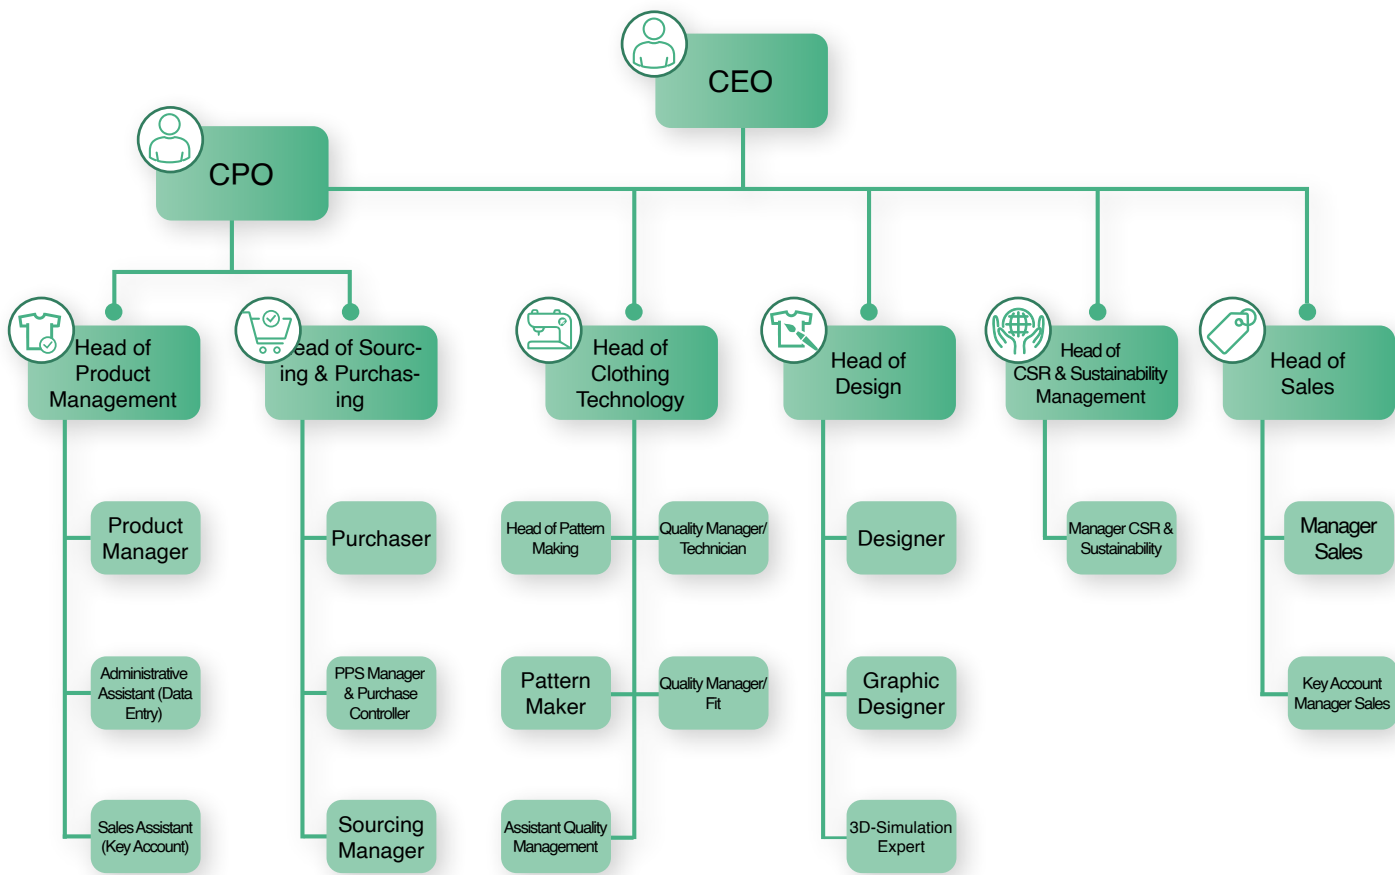 CEO
CPO
Head of
Product
Management
ead of Sourc-
ing & Purchas-
ing
Head of
Clothing
Technology
Head of
Design
Head of
CSR & Sustainability
Management
Head of
Sales
Product
Manager
Purchaser
Head of Pattern
Making
Quality Manager/
Technician
Designer
Manager CSR &
Sustainability
Manager
Sales
Administrative
Assistant (Data
Entry)
PPS Manager
& Purchase
Controller
Pattern
Maker
Quality Manager/
Fit
Graphic
Designer
Key Account
Manager Sales
Sales Assistant
(Key Account)
Sourcing
Manager
Assistant Quality
Management
3D-Simulation
Expert